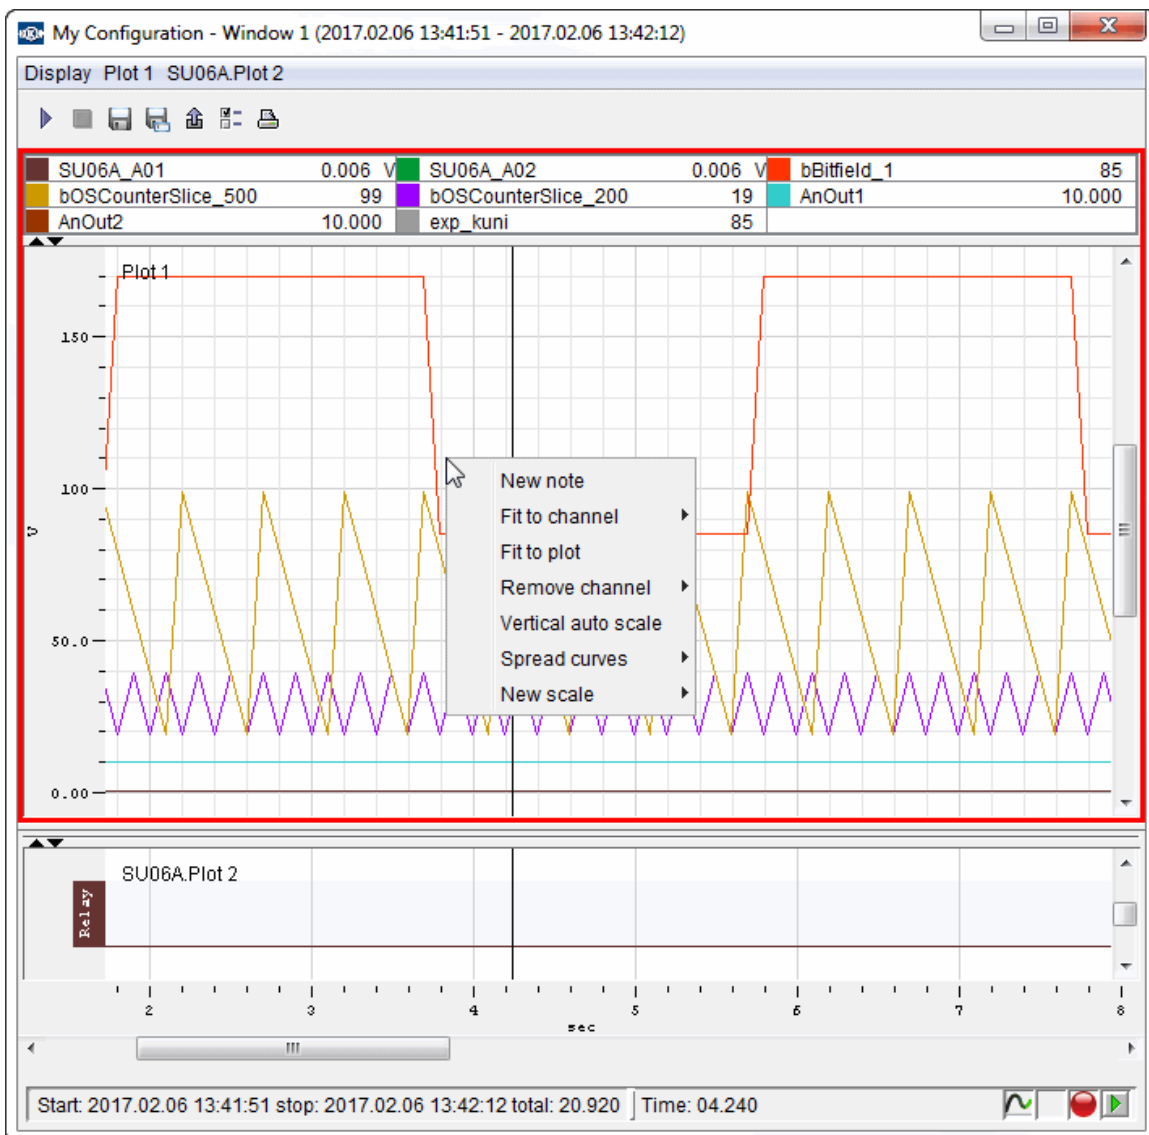 My Configuration - Window 1 (2017.02.06 13:41:51 - 2017.02.06 13:42:12)
Display Plot 1 SU06A.Plot 2
SU06A_A01 0.006 V SU06A_A02 0.006 V bBitfield_1 85
bOSCounterSlice_500 99 bOSCounterSlice_200 19 AnOut1 10.000
AnOut2 10.000 exp_kuni 85
Plot 1
150
100
V
50.0
0.00
New note
Fit to channel
Fit to plot
Remove channel
Vertical auto scale
Spread curves
New scale
SU06A.Plot 2
Relay
2 3 4 5 6 7 8
sec
Start: 2017.02.06 13:41:51 stop: 2017.02.06 13:42:12 total: 20.920 Time: 04.240